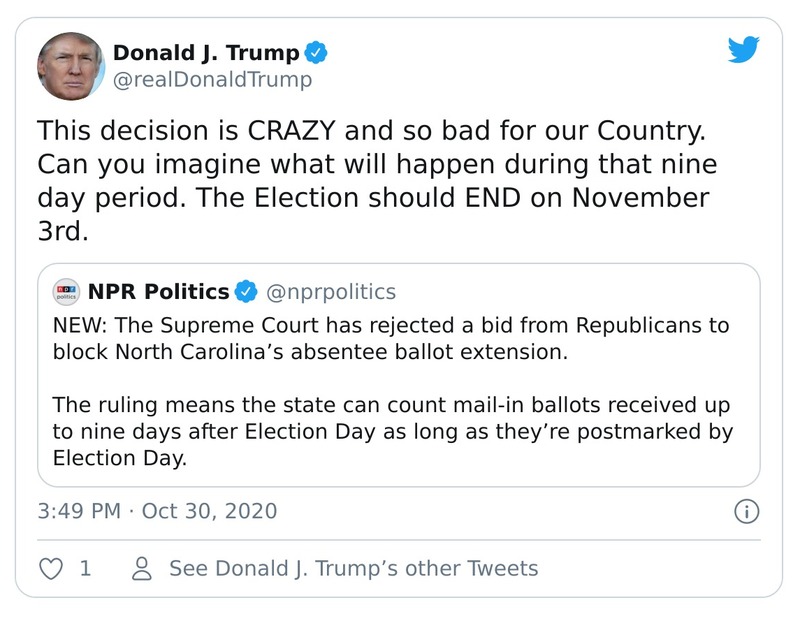 Donald J. Trump
@realDonaldTrump
This decision is CRAZY and so bad for our Country.
Can you imagine what will happen during that nine
day period. The Election should END on November
3rd.
npr
politics
NPR Politics @nprpolitics
NEW: The Supreme Court has rejected a bid from Republicans to
block North Carolina’s absentee ballot extension.
The ruling means the state can count mail-in ballots received up
to nine days after Election Day as long as they’re postmarked by
Election Day.
3:49 PM · Oct 30, 2020
1 See Donald J. Trump’s other Tweets